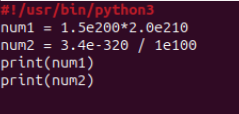 #!/usr/bin/python3
num1 = 1.5e200*2.0e210
num2 = 3.4e-320 / 1e100
print(num1)
print(num2)